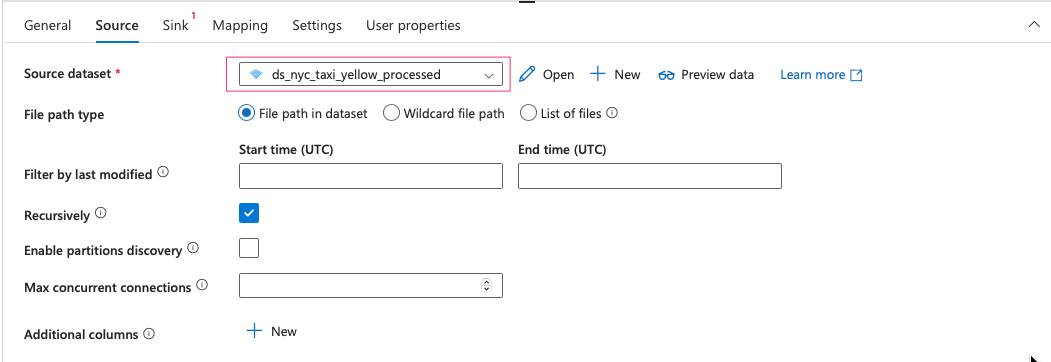 General Source Sink 1 Mapping Settings User properties
Source dataset * ds_nyc_taxi_yellow_processed Open New Preview data Learn more
File path type File path in dataset Wildcard file path List of files
Start time (UTC) End time (UTC)
Filter by last modified
Recursively
Enable partitions discovery
Max concurrent connections
Additional columns New